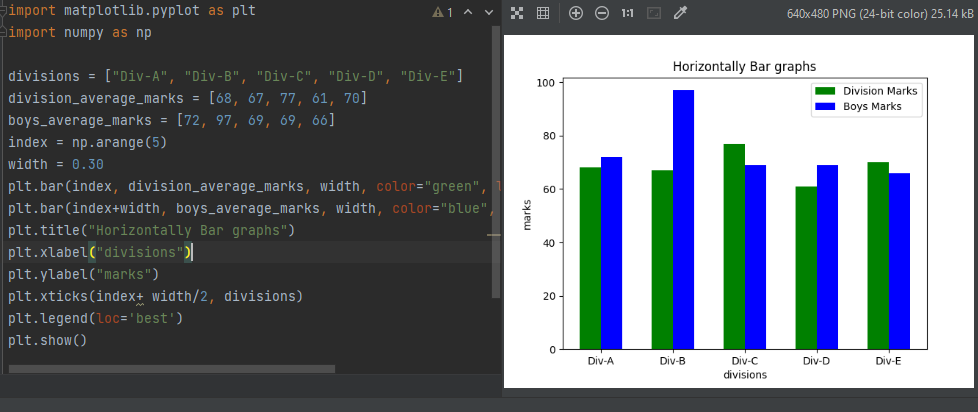 import matplotlib.pyplot as plt
import numpy as np
divisions = ["Div-A", "Div-B", "Div-C", "Div-D", "Div-E"]
division_average_marks = [68, 67, 77, 61, 70]
boys_average_marks = [72, 97, 69, 69, 66]
index = np.arange(5)
width = 0.30
plt.bar(index, division_average_marks, width, color="green", l
plt.bar(index+width, boys_average_marks, width, color="blue",
plt.title("Horizontally Bar graphs")
plt.xlabel("divisions")
plt.ylabel("marks")
plt.xticks(index+ width/2, divisions)
plt.legend(loc='best')
plt.show()
1
1:1
640x480 PNG (24-bit color) 25.14 kB
Horizontally Bar graphs
Division Marks
Boys Marks
marks
100
80
60
40
20
0
Div-A Div-B Div-C Div-D Div-E
divisions